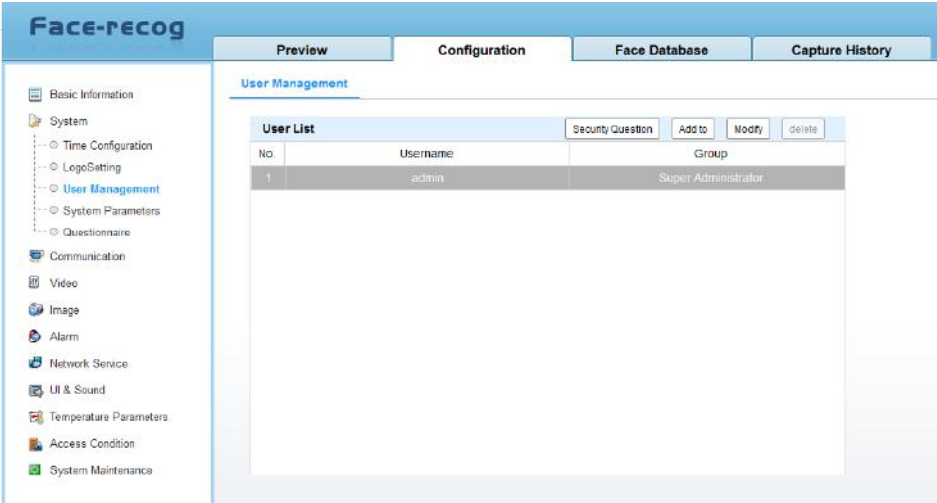 Face-recog
Preview Configuration Face Database Capture History
User Management
Basic Information
System
Time Configuration
LogoSetting
User Management
System Parameters
Questionnaire
Communication
Video
Image
Alarm
Network Service
UI & Sound
Temperature Parameters
Access Condition
System Maintenance
User List Security Question Add to Modify delete
No. Username Group
1 admin Super Administrator